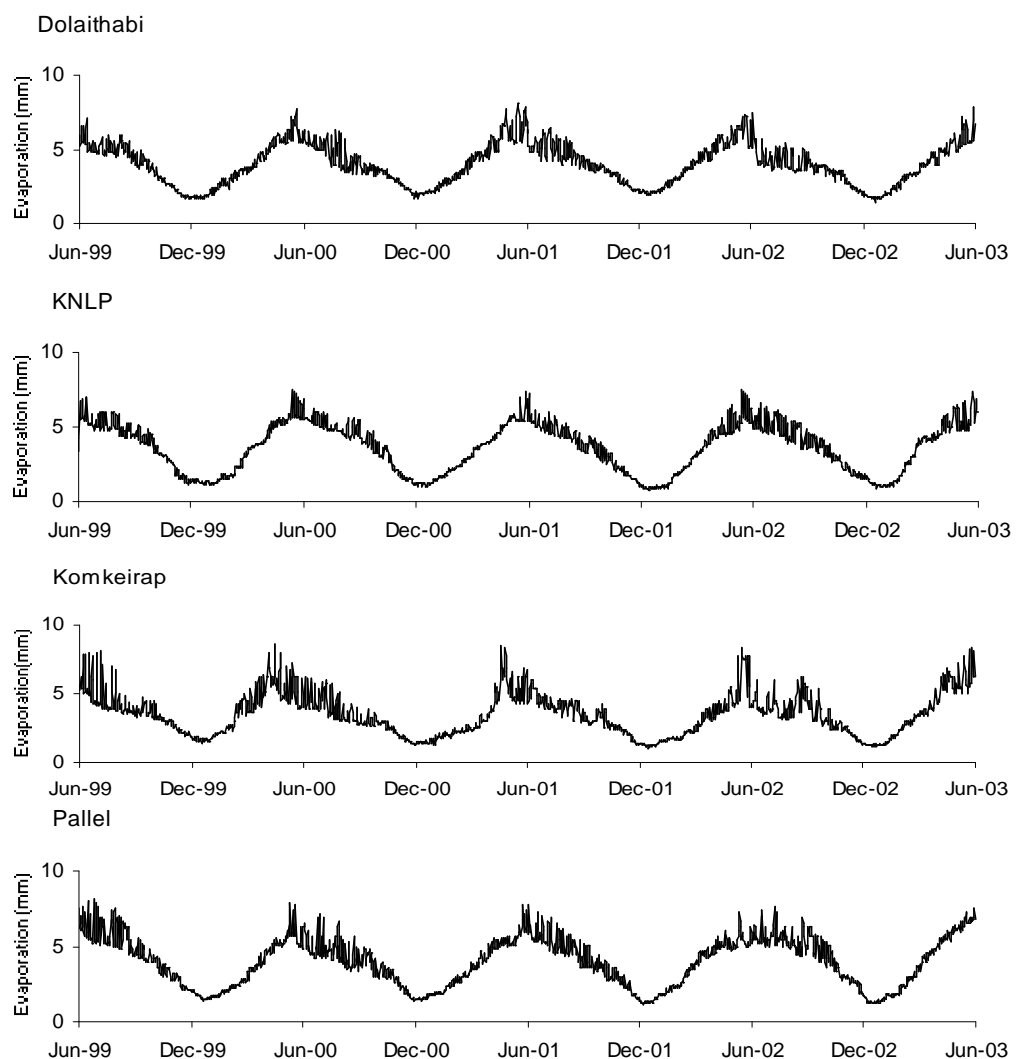 Dolaithabi
Evaporation (mm)
10
5
0
Jun-99 Dec-99 Jun-00 Dec-00 Jun-01 Dec-01 Jun-02 Dec-02 Jun-03
KNLP
Evaporation (mm)
10
5
0
Jun-99 Dec-99 Jun-00 Dec-00 Jun-01 Dec-01 Jun-02 Dec-02 Jun-03
Komkeirap
Evaporation(mm)
10
5
0
Jun-99 Dec-99 Jun-00 Dec-00 Jun-01 Dec-01 Jun-02 Dec-02 Jun-03
Pallel
Evaporation (mm)
10
5
0
Jun-99 Dec-99 Jun-00 Dec-00 Jun-01 Dec-01 Jun-02 Dec-02 Jun-03